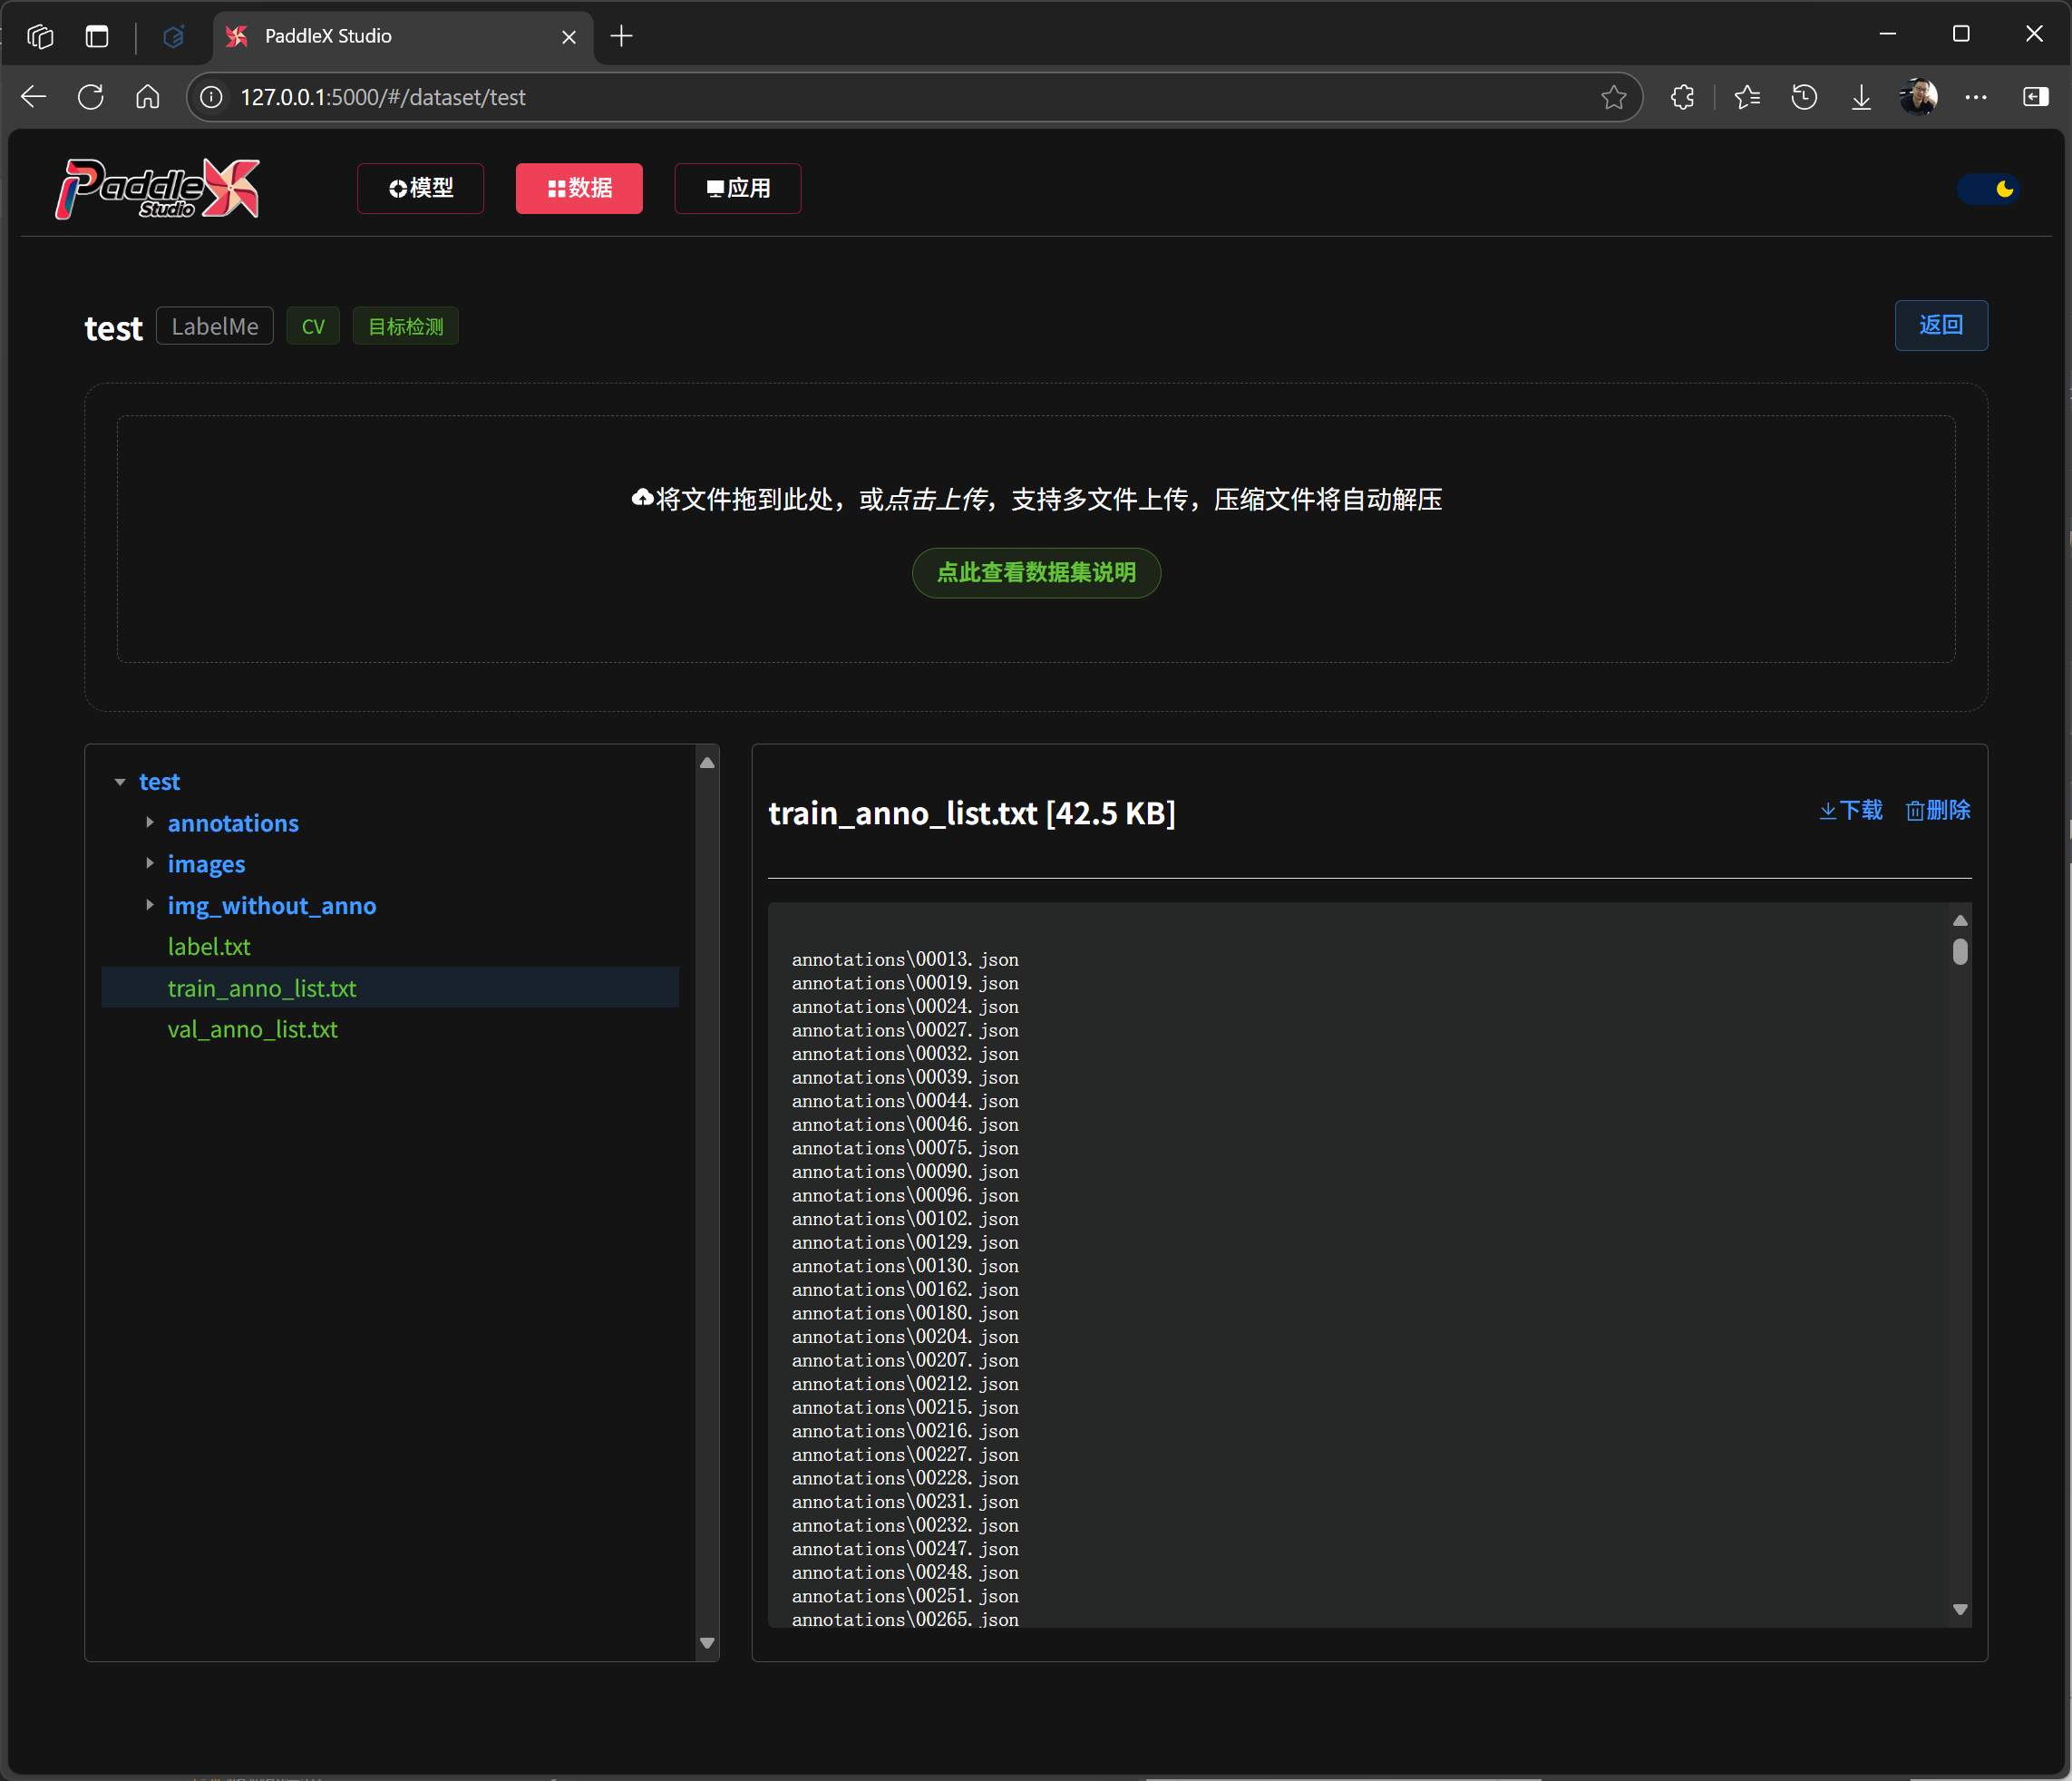 PaddleX Studio
127.0.0.1:5000/#/dataset/test
PaddleX Studio
模型
数据
应用
test LabelMe CV 目标检测
返回
将文件拖到此处，或点击上传，支持多文件上传，压缩文件将自动解压
点此查看数据集说明
test
annotations
images
img_without_anno
label.txt
train_anno_list.txt
val_anno_list.txt
train_anno_list.txt [42.5 KB]
下载 删除
annotations\00013.json
annotations\00019.json
annotations\00024.json
annotations\00027.json
annotations\00032.json
annotations\00039.json
annotations\00044.json
annotations\00046.json
annotations\00075.json
annotations\00090.json
annotations\00096.json
annotations\00102.json
annotations\00129.json
annotations\00130.json
annotations\00162.json
annotations\00180.json
annotations\00204.json
annotations\00207.json
annotations\00212.json
annotations\00215.json
annotations\00216.json
annotations\00227.json
annotations\00228.json
annotations\00231.json
annotations\00232.json
annotations\00247.json
annotations\00248.json
annotations\00251.json
annotations\00265.json